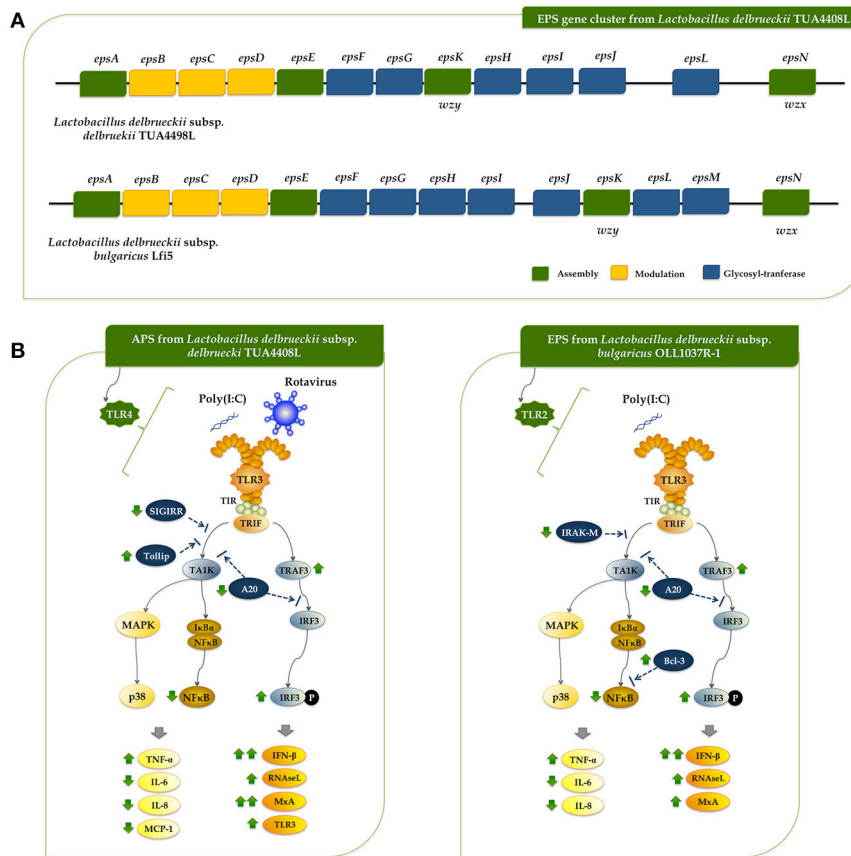 A
EPS gene cluster from Lactobacillus delbrueckii TUA4408L
epsA epsB epsC epsD epsE epsF epsG epsK epsH epsI epsJ epsL epsN
wzy wzx
Lactobacillus delbrueckii subsp.
delbruekii TUA4498L
epsA epsB epsC epsD epsE epsF epsG epsH epsI epsJ epsK epsL epsM epsN
wzy wzx
Lactobacillus delbrueckii subsp.
bulgaricus Lfi5
Assembly Modulation Glycosyl-tranferase
B
APS from Lactobacillus delbrueckii subsp.
delbruecki TUA4408L
TLR4
Poly(I:C)
Rotavirus
TLR3
TIR
TRIF
SIGIRR
Tollip
TA1K
TRAF3
A20
MAPK
IκBα
NFκB
IRF3
p38
NFκB
IRF3 P
TNF-α
IL-6
IL-8
MCP-1
IFN-β
RNAseL
MxA
TLR3
EPS from Lactobacillus delbrueckii subsp.
bulgaricus OLL1037R-1
TLR2
Poly(I:C)
TLR3
TIR
TRIF
IRAK-M
TA1K
TRAF3
A20
MAPK
IκBα
NFκB
IRF3
Bcl-3
p38
NFκB
IRF3 P
TNF-α
IL-6
IL-8
IFN-β
RNAseL
MxA